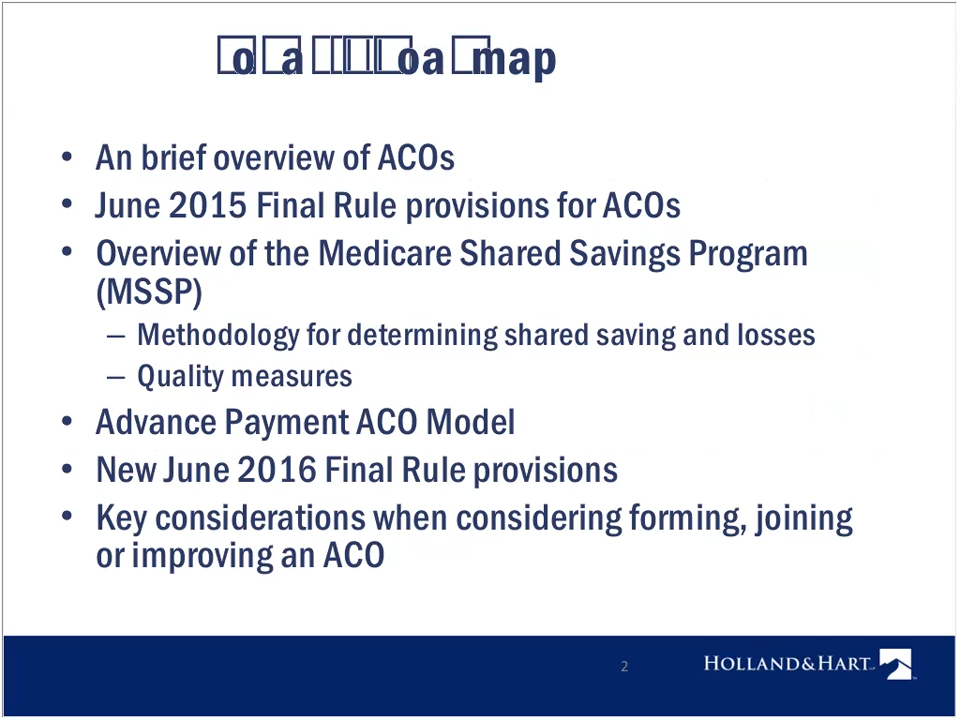 • An brief overview of ACOs
• June 2015 Final Rule provisions for ACOs
• Overview of the Medicare Shared Savings Program
(MSSP)
– Methodology for determining shared saving and losses
– Quality measures
• Advance Payment ACO Model
• New June 2016 Final Rule provisions
• Key considerations when considering forming, joining
or improving an ACO
2
HOLLAND&HART